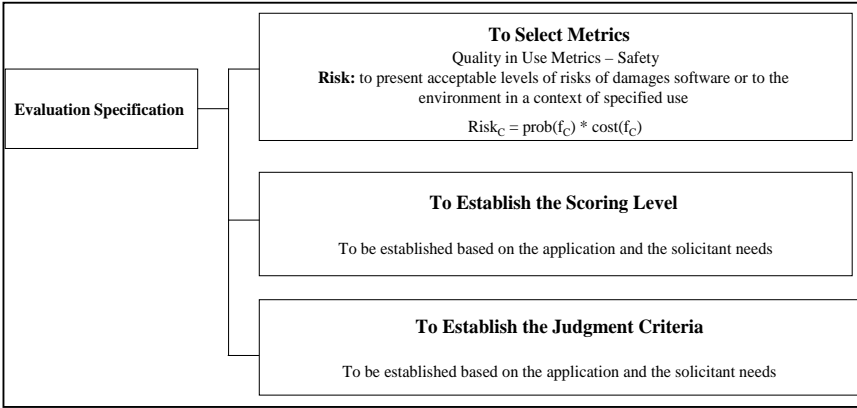 Evaluation Specification
To Select Metrics
Quality in Use Metrics – Safety
Risk: to present acceptable levels of risks of damages software or to the
environment in a context of specified use
Risk_C = prob(f_C) * cost(f_C)
To Establish the Scoring Level
To be established based on the application and the solicitant needs
To Establish the Judgment Criteria
To be established based on the application and the solicitant needs